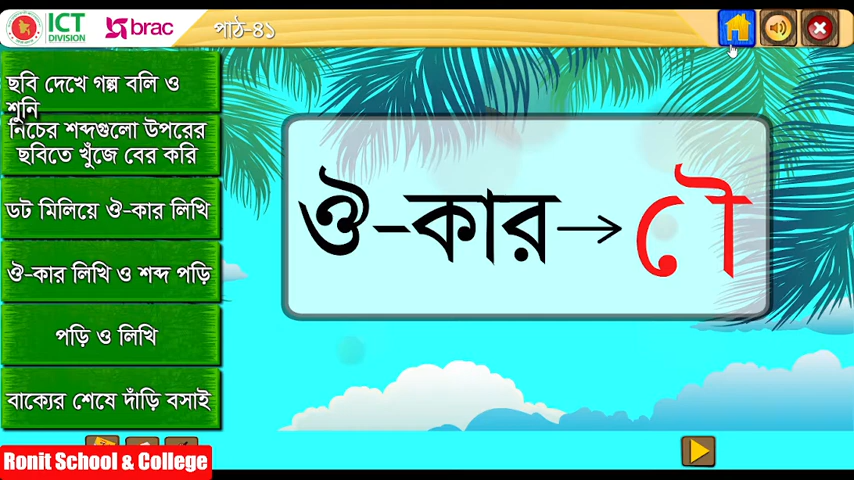 ICT
DIVISION
brac
পাঠ-৪১
ছবি দেখে গল্প বলি ও
শুনি
নিচের শব্দগুলো উপরের
ছবিতে খুঁজে বের করি
ডট মিলিয়ে ঔ-কার লিখি
ঔ-কার লিখি ও শব্দ পড়ি
পড়ি ও লিখি
বাক্যের শেষে দাঁড়ি বসাই
ঔ-কার→ৌ
Ronit School & College